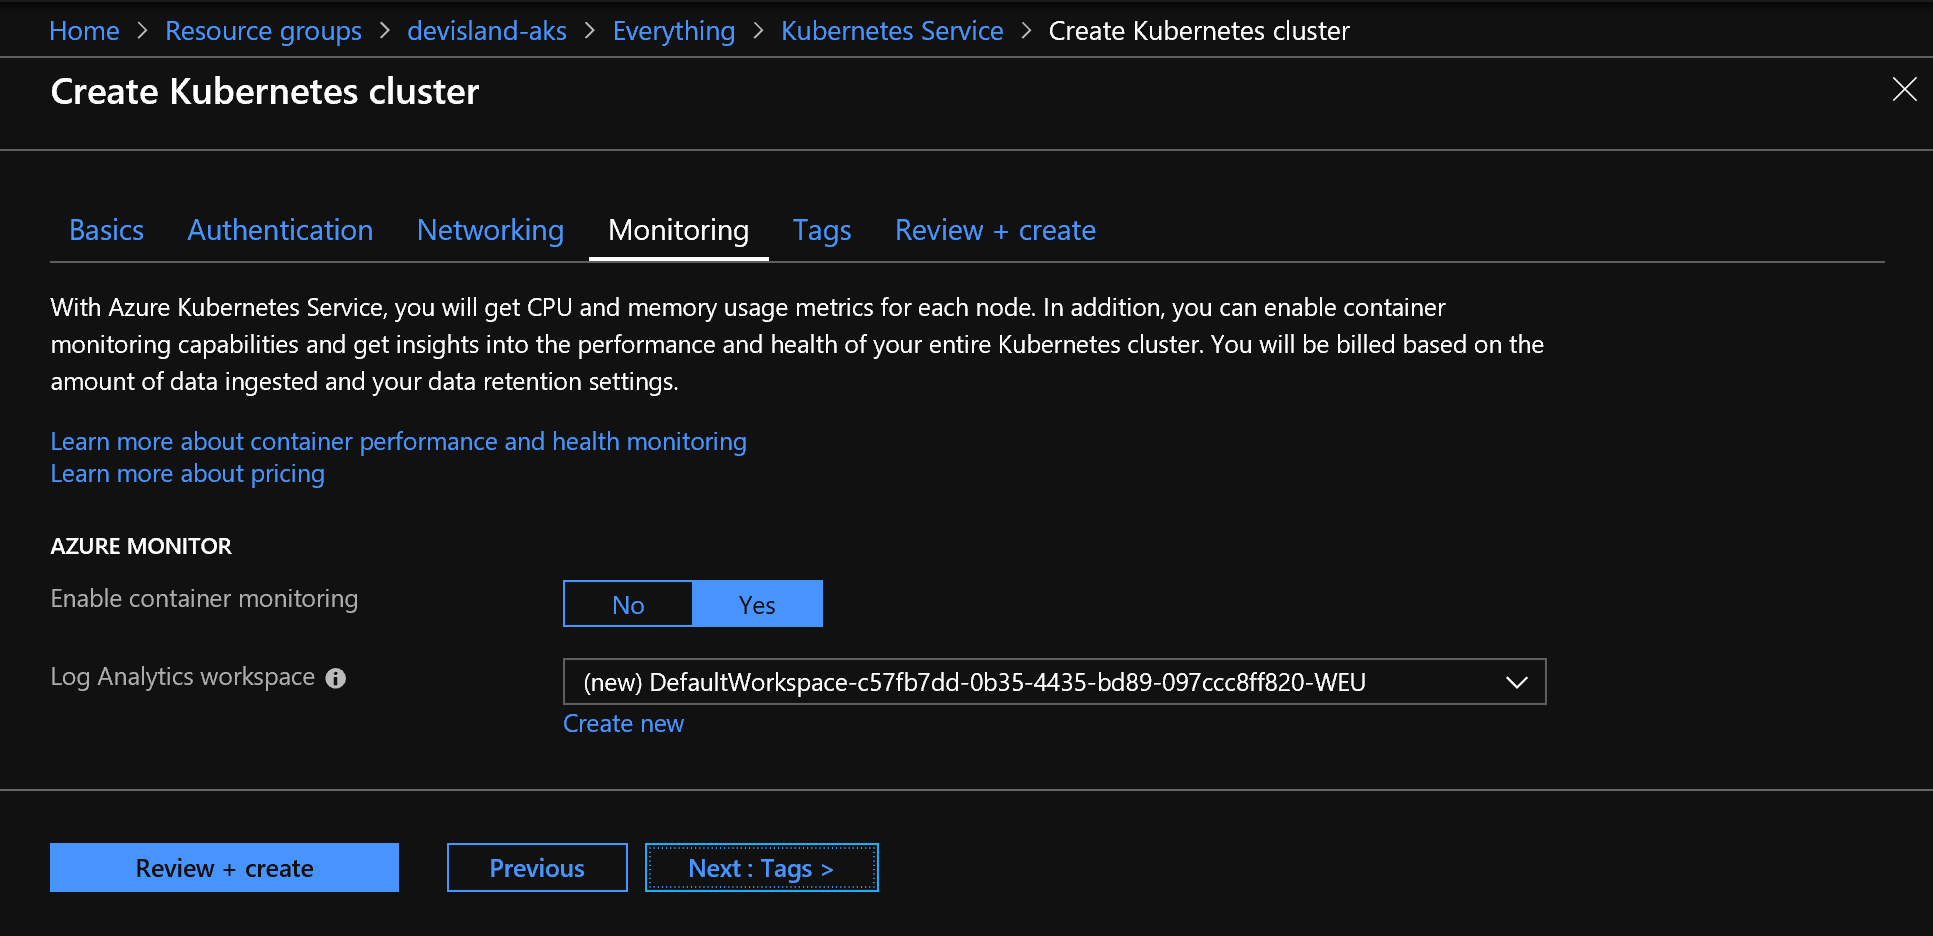 Home > Resource groups > devisland-aks > Everything > Kubernetes Service > Create Kubernetes cluster
Create Kubernetes cluster
Basics Authentication Networking Monitoring Tags Review + create
With Azure Kubernetes Service, you will get CPU and memory usage metrics for each node. In addition, you can enable container
monitoring capabilities and get insights into the performance and health of your entire Kubernetes cluster. You will be billed based on the
amount of data ingested and your data retention settings.
Learn more about container performance and health monitoring
Learn more about pricing
AZURE MONITOR
Enable container monitoring No Yes
Log Analytics workspace (new) DefaultWorkspace-c57fb7dd-0b35-4435-bd89-097ccc8ff820-WEU
Create new
Review + create Previous Next : Tags >